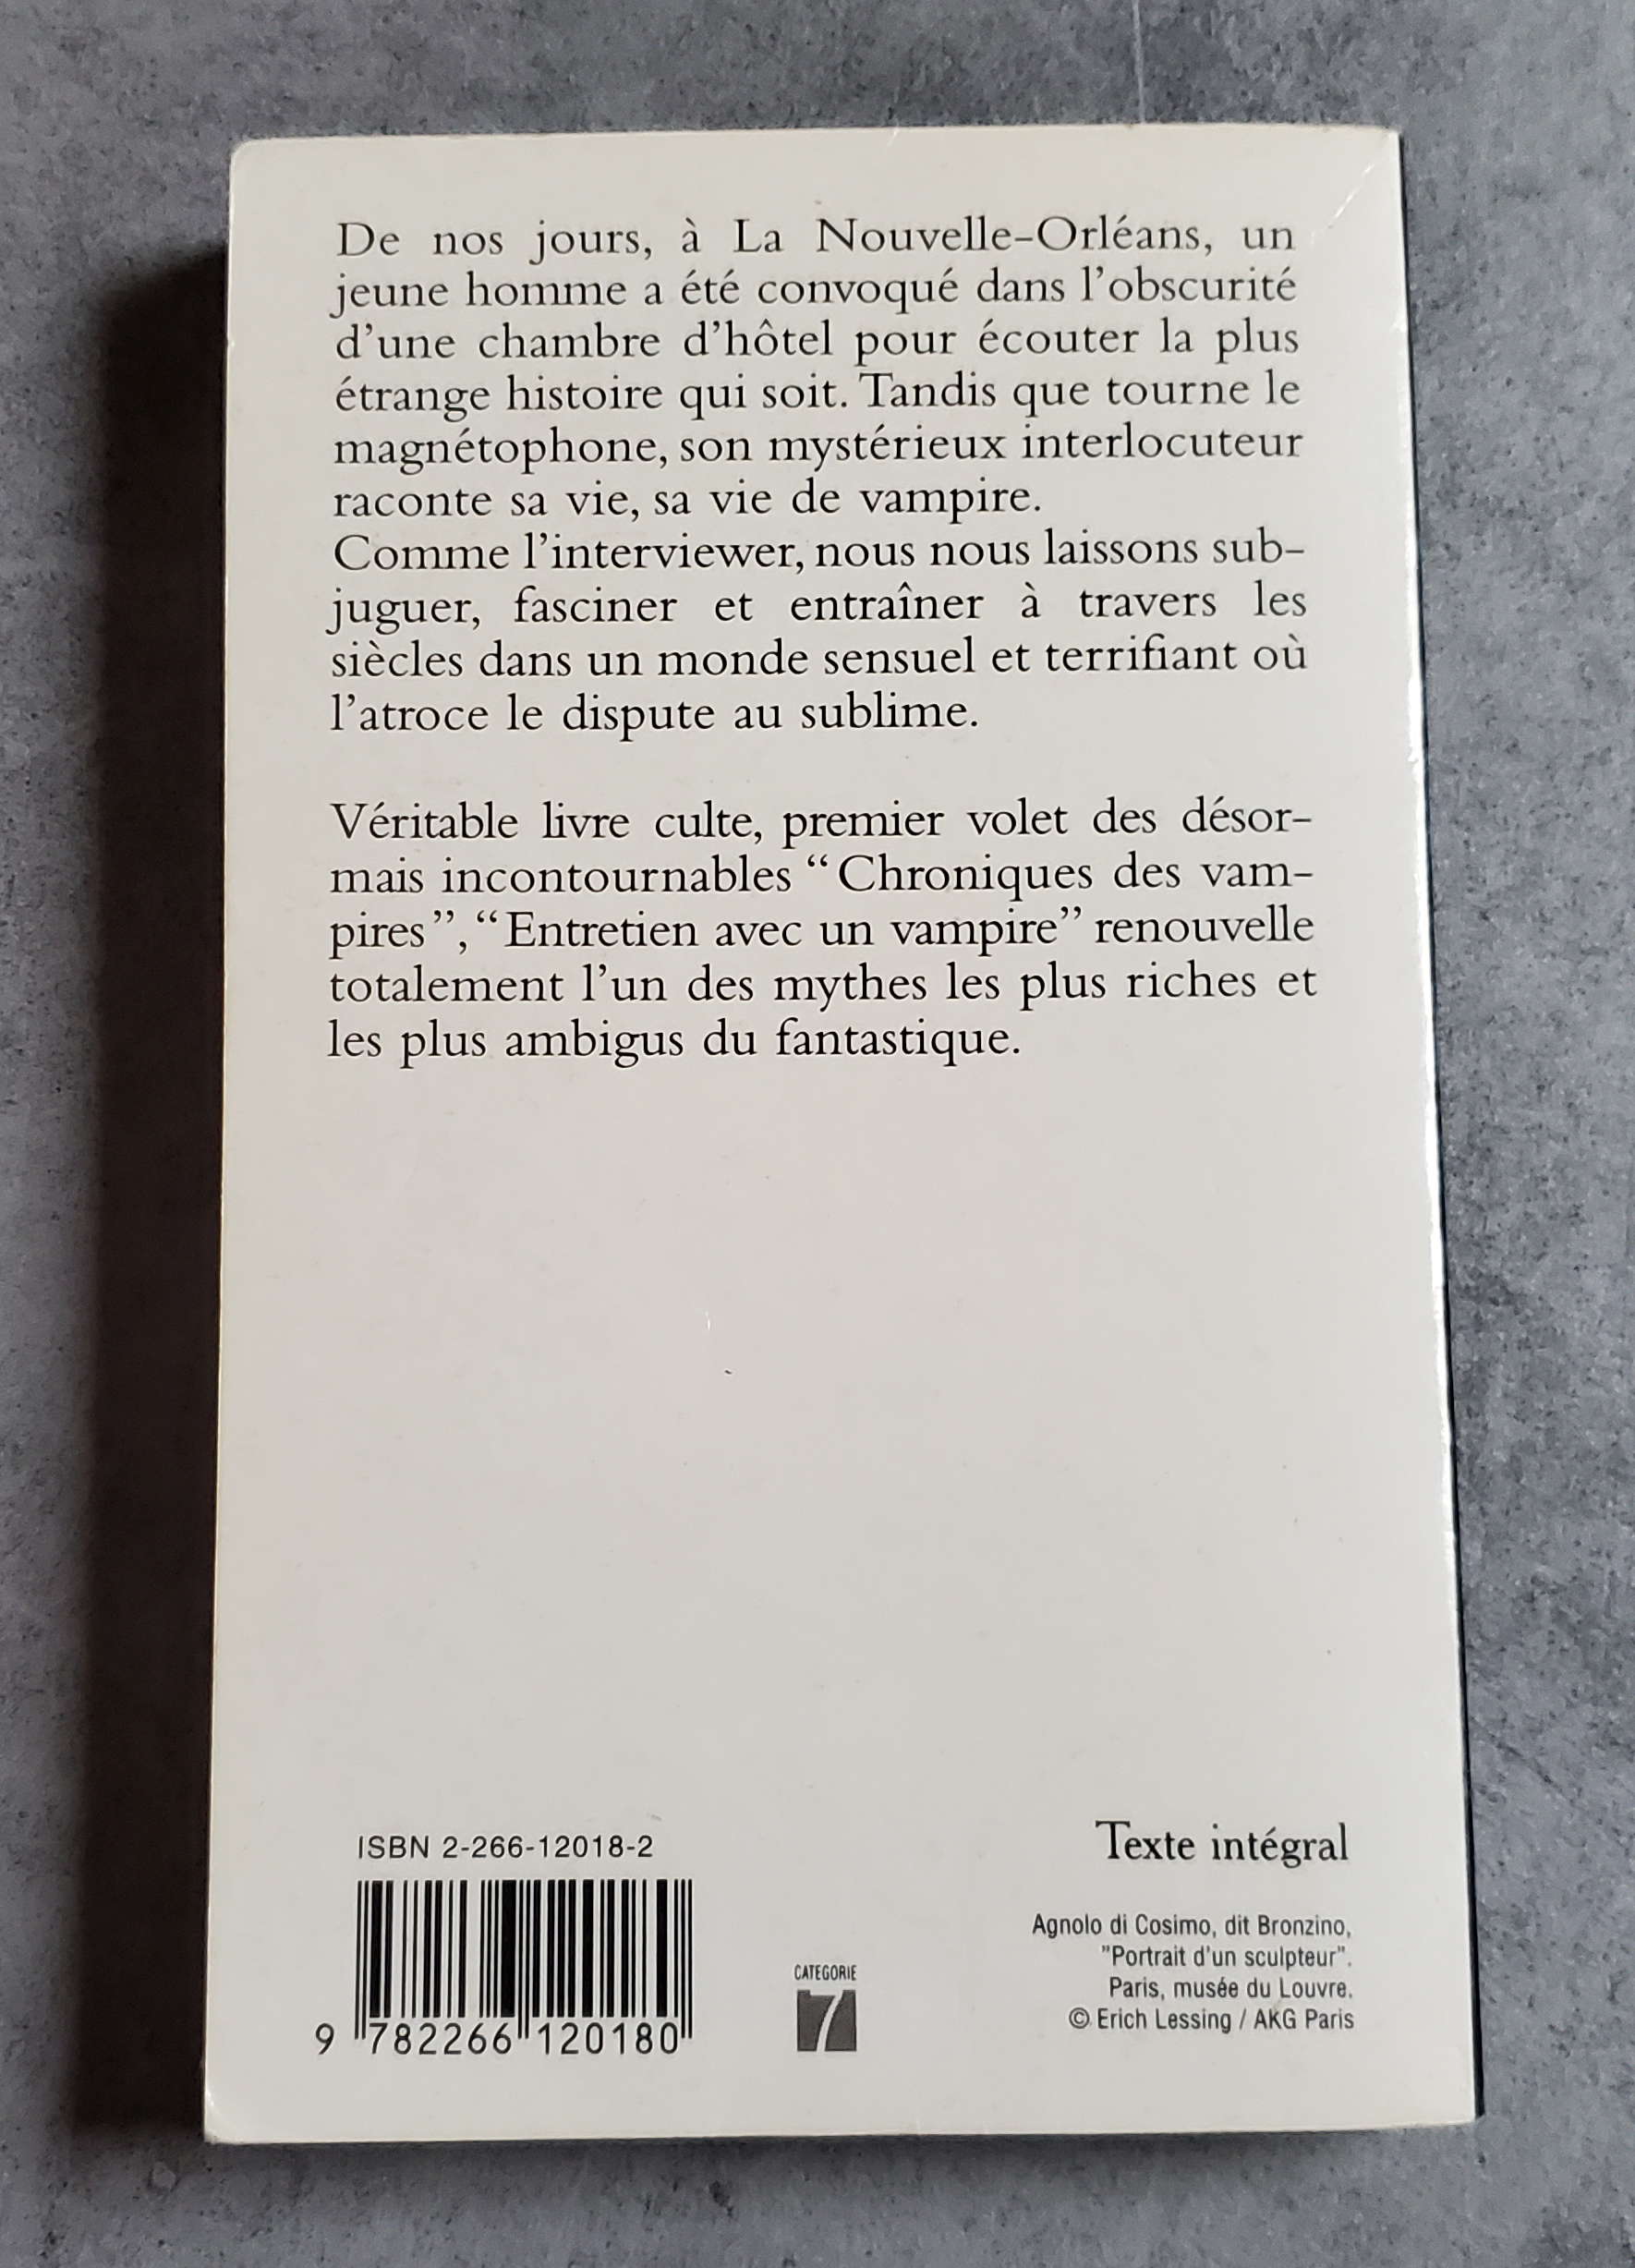 De nos jours, à La Nouvelle-Orléans, un
jeune homme a été convoqué dans l'obscurité
d'une chambre d'hôtel pour écouter la plus
étrange histoire qui soit. Tandis que tourne le
magnétophone, son mystérieux interlocuteur
raconte sa vie, sa vie de vampire.
Comme l'interviewer, nous nous laissons sub-
juguer, fasciner et entraîner à travers les
siècles dans un monde sensuel et terrifiant où
l'atroce le dispute au sublime.
Véritable livre culte, premier volet des désor-
mais incontournables “Chroniques des vam-
pires”, “Entretien avec un vampire” renouvelle
totalement l'un des mythes les plus riches et
les plus ambigus du fantastique.
ISBN 2-266-12018-2
9 782266 120180
CATEGORIE
7
Texte intégral
Agnolo di Cosimo, dit Bronzino,
"Portrait d'un sculpteur".
Paris, musée du Louvre.
© Erich Lessing / AKG Paris